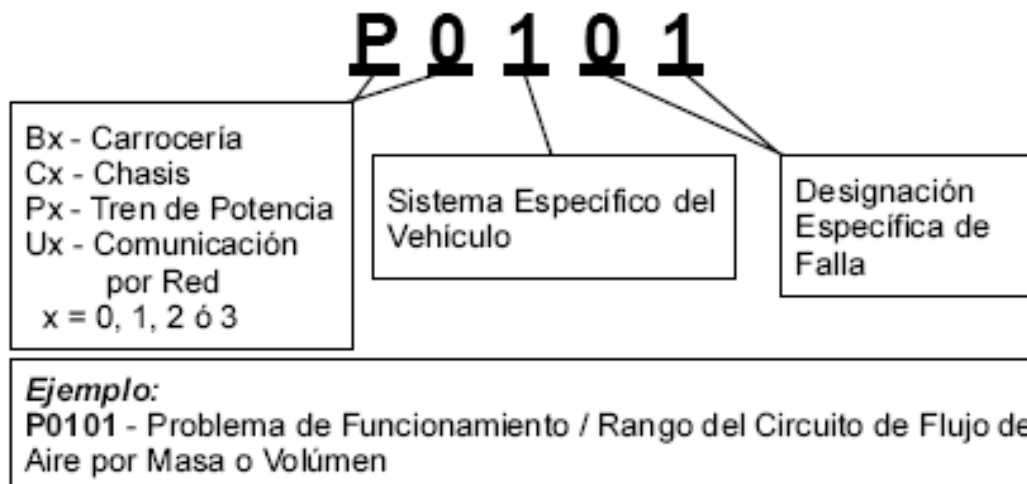 P 0 1 0 1
Bx - Carrocería
Cx - Chasis
Px - Tren de Potencia
Ux - Comunicación
por Red
x = 0, 1, 2 ó 3
Sistema Específico del
Vehículo
Designación
Específica de
Falla
Ejemplo:
P0101 - Problema de Funcionamiento / Rango del Circuito de Flujo de
Aire por Masa o Volúmen